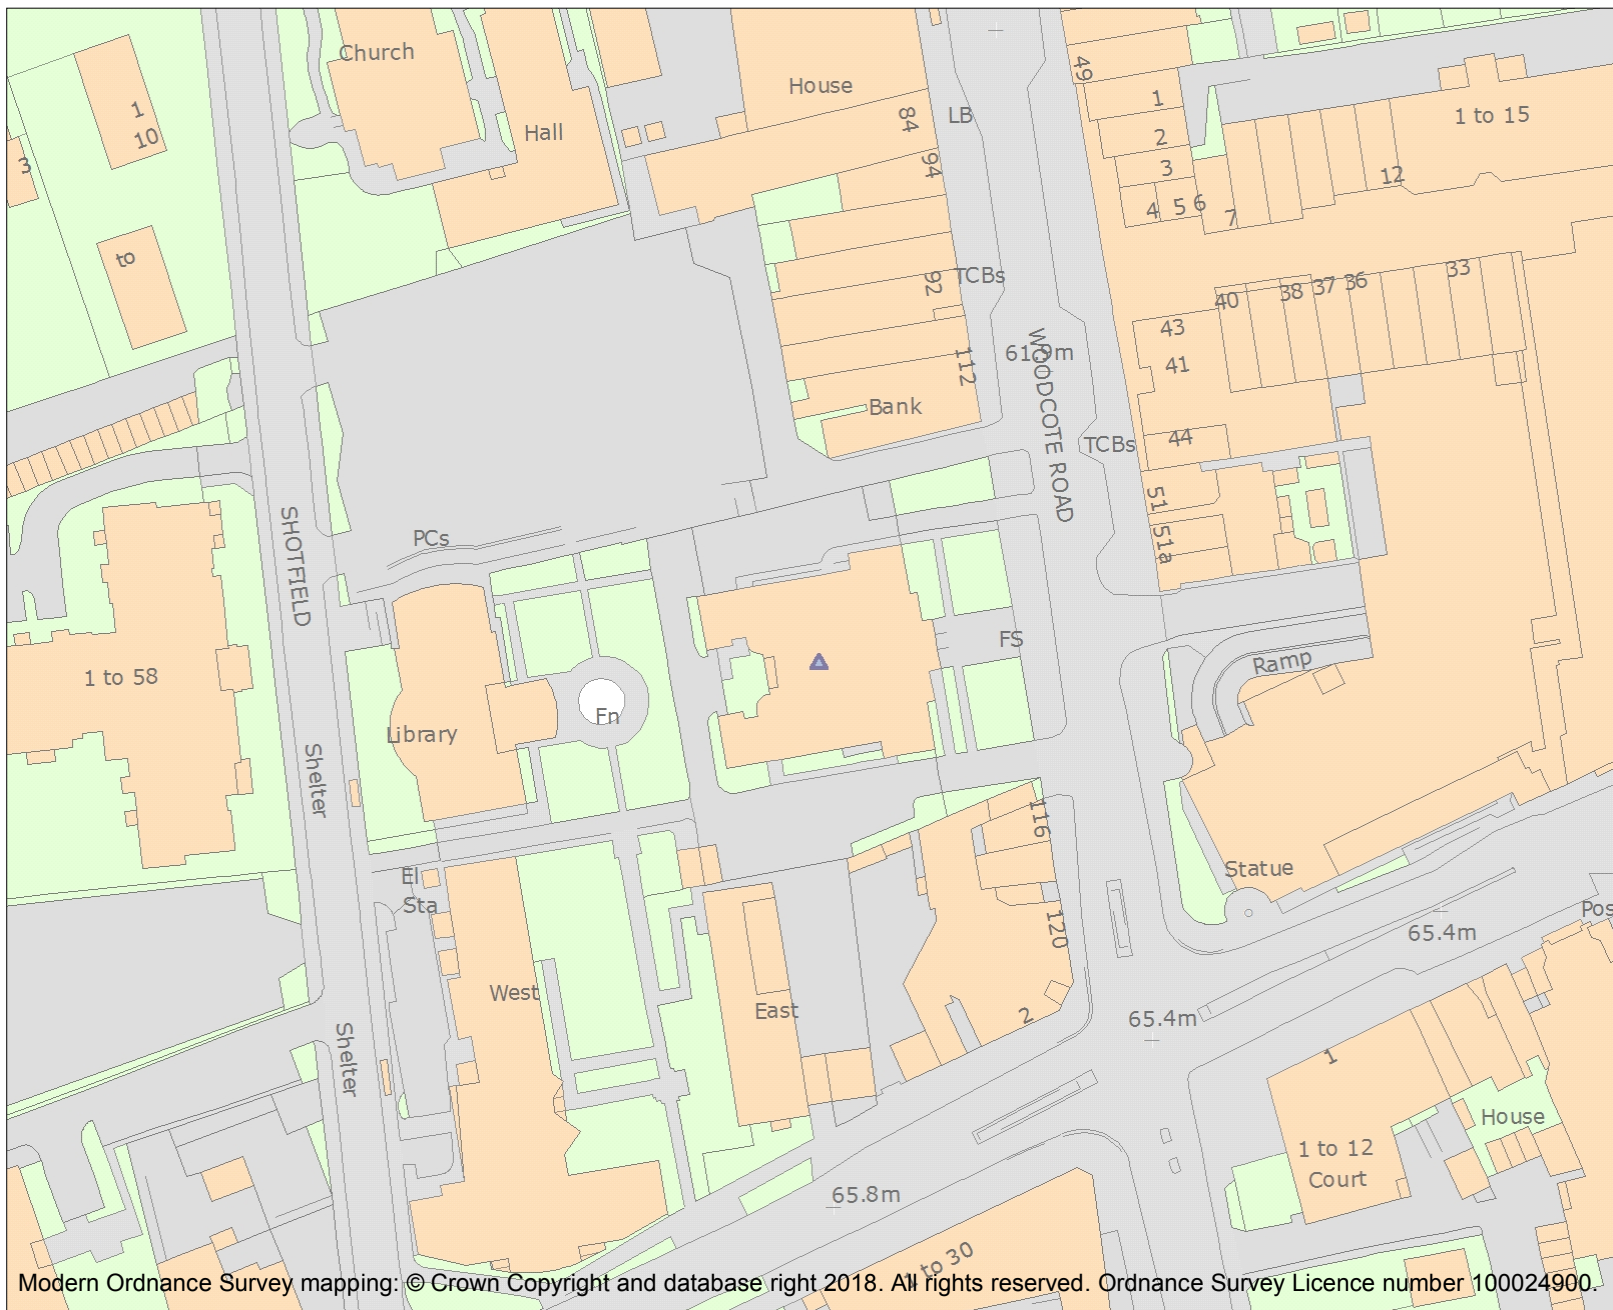 Church
House
49
1
10
Hall
84
LB
1
1 to 15
2
3
94
3
12
4
5
6
7
to
92
TCBs
40
38
37
36
33
43
61.9m
WOODCOTE ROAD
112
41
Bank
44
TCBs
51
SHOTFIELD
PCs
51a
FS
1 to 58
Ramp
Fn
Library
Shelter
116
El
Sta
Statue
120
65.4m
Pos
West
East
2
65.4m
Shelter
1
House
1 to 12
Court
65.8m
1 to 30
Modern Ordnance Survey mapping: © Crown Copyright and database right 2018. All rights reserved. Ordnance Survey Licence number 100024900.